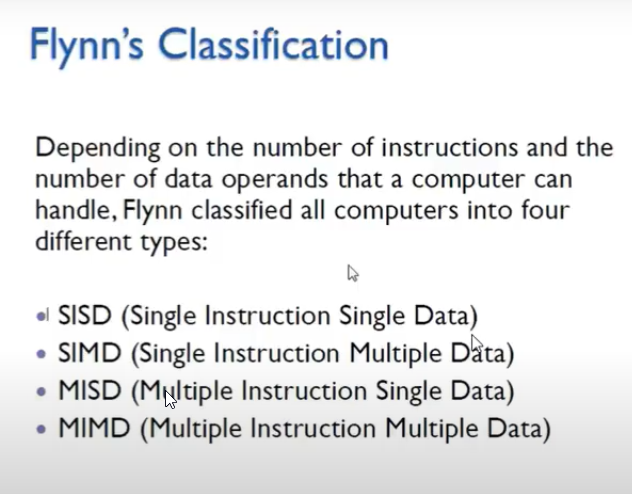 Flynn's Classification
Depending on the number of instructions and the
number of data operands that a computer can
handle, Flynn classified all computers into four
different types:
• SISD (Single Instruction Single Data)
• SIMD (Single Instruction Multiple Data)
• MISD (Multiple Instruction Single Data)
• MIMD (Multiple Instruction Multiple Data)